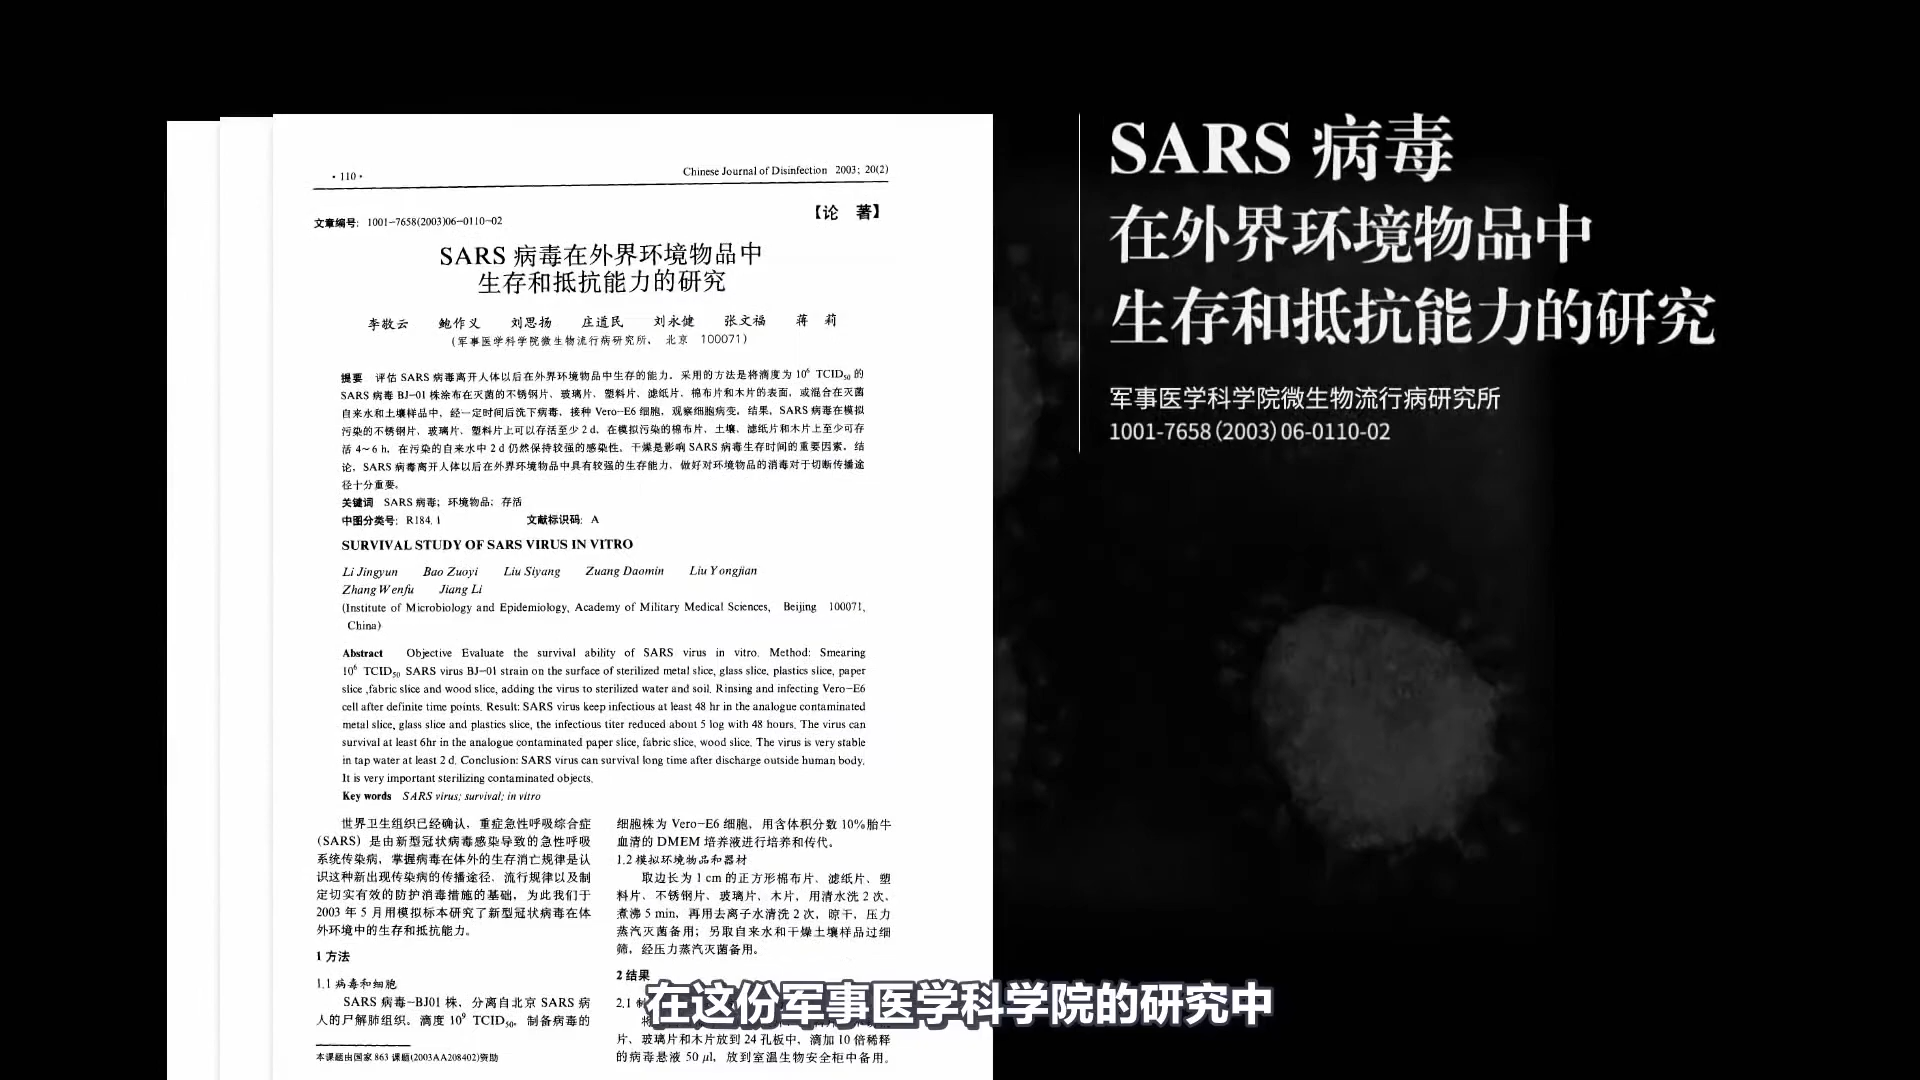 · 110 ·
Chinese Journal of Disinfection 2003; 20(2)
文章编号: 1001-7658(2003)06-0110-02
【论 著】
SARS 病毒在外界环境物品中
生存和抵抗能力的研究
李敬云 鲍作义 刘思扬 庄道民 刘永健 张文福 蒋 莉
(军事医学科学院微生物流行病研究所, 北京 100071)
提要 评估 SARS 病毒离开人体以后在外界环境物品中生存的能力。采用的方法是将滴度为 10⁶ TCID₅₀ 的
SARS 病毒 BJ-01 株涂布在灭菌的不锈钢片、玻璃片、塑料片、滤纸片、棉布片和木片的表面, 或混合在灭菌
自来水和土壤样品中, 经一定时间后洗下病毒, 接种 Vero-E6 细胞, 观察细胞病变。结果, SARS 病毒在模拟
污染的不锈钢片、玻璃片、塑料片上可以存活至少 2 d, 在模拟污染的棉布片、土壤、滤纸片和木片上至少可存
活 4~6 h, 在污染的自来水中 2 d 仍然保持较强的感染性。干燥是影响 SARS 病毒生存时间的重要因素。结
论, SARS 病毒离开人体以后在外界环境物品中具有较强的生存能力, 做好对环境物品的消毒对于切断传播途
径十分重要。
关键词 SARS 病毒; 环境物品; 存活
中图分类号: R184.1 文献标识码: A
SURVIVAL STUDY OF SARS VIRUS IN VITRO
Li Jingyun Bao Zuoyi Liu Siyang Zuang Daomin Liu Yongjian
Zhang Wenfu Jiang Li
(Institute of Microbiology and Epidemiology, Academy of Military Medical Sciences, Beijing 100071,
China)
Abstract Objective Evaluate the survival ability of SARS virus in vitro. Method: Smearing
10⁶ TCID₅₀ SARS virus BJ-01 strain on the surface of sterilized metal slice, glass slice, plastics slice, paper
slice ,fabric slice and wood slice, adding the virus to sterilized water and soil. Rinsing and infecting Vero-E6
cell after definite time points. Result: SARS virus keep infectious at least 48 hr in the analogue contaminated
metal slice, glass slice and plastics slice, the infectious titer reduced about 5 log with 48 hours. The virus can
survival at least 6hr in the analogue contaminated paper slice, fabric slice, wood slice. The virus is very stable
in tap water at least 2 d. Conclusion: SARS virus can survival long time after discharge outside human body.
It is very important sterilizing contaminated objects.
Key words SARS virus; survival; in vitro
世界卫生组织已经确认, 重症急性呼吸综合症
(SARS) 是由新型冠状病毒感染导致的急性呼吸
系统传染病, 掌握病毒在体外的生存消亡规律是认
识这种新出现传染病的传播途径、流行规律以及制
定切实有效的防护消毒措施的基础, 为此我们于
2003 年 5 月用模拟标本研究了新型冠状病毒在体
外环境中的生存和抵抗能力。
1 方法
1.1 病毒和细胞
SARS 病毒-BJ01 株, 分离自北京 SARS 病
人的尸解肺组织。滴度 10⁹ TCID₅₀, 制备病毒的
本课题由国家 863 课题(2003AA208402)资助
细胞株为 Vero-E6 细胞, 用含体积分数 10%胎牛
血清的 DMEM 培养液进行培养和传代。
1.2 模拟环境物品和器材
取边长为 1 cm 的正方形棉布片、滤纸片、塑
料片、不锈钢片、玻璃片、木片, 用清水洗 2 次、
煮沸 5 min, 再用去离子水清洗 2 次, 晾干, 压力
蒸汽灭菌备用; 另取自来水和干燥土壤样品过细
筛, 经压力蒸汽灭菌备用。
2 结果
2.1 制
将
片、玻璃片和木片放到 24 孔板中, 滴加 10 倍稀释
的病毒悬液 50 μl, 放到室温生物安全柜中备用。
SARS 病毒
在外界环境物品中
生存和抵抗能力的研究
军事医学科学院微生物流行病研究所
1001-7658(2003)06-0110-02
在这份军事医学科学院的研究中